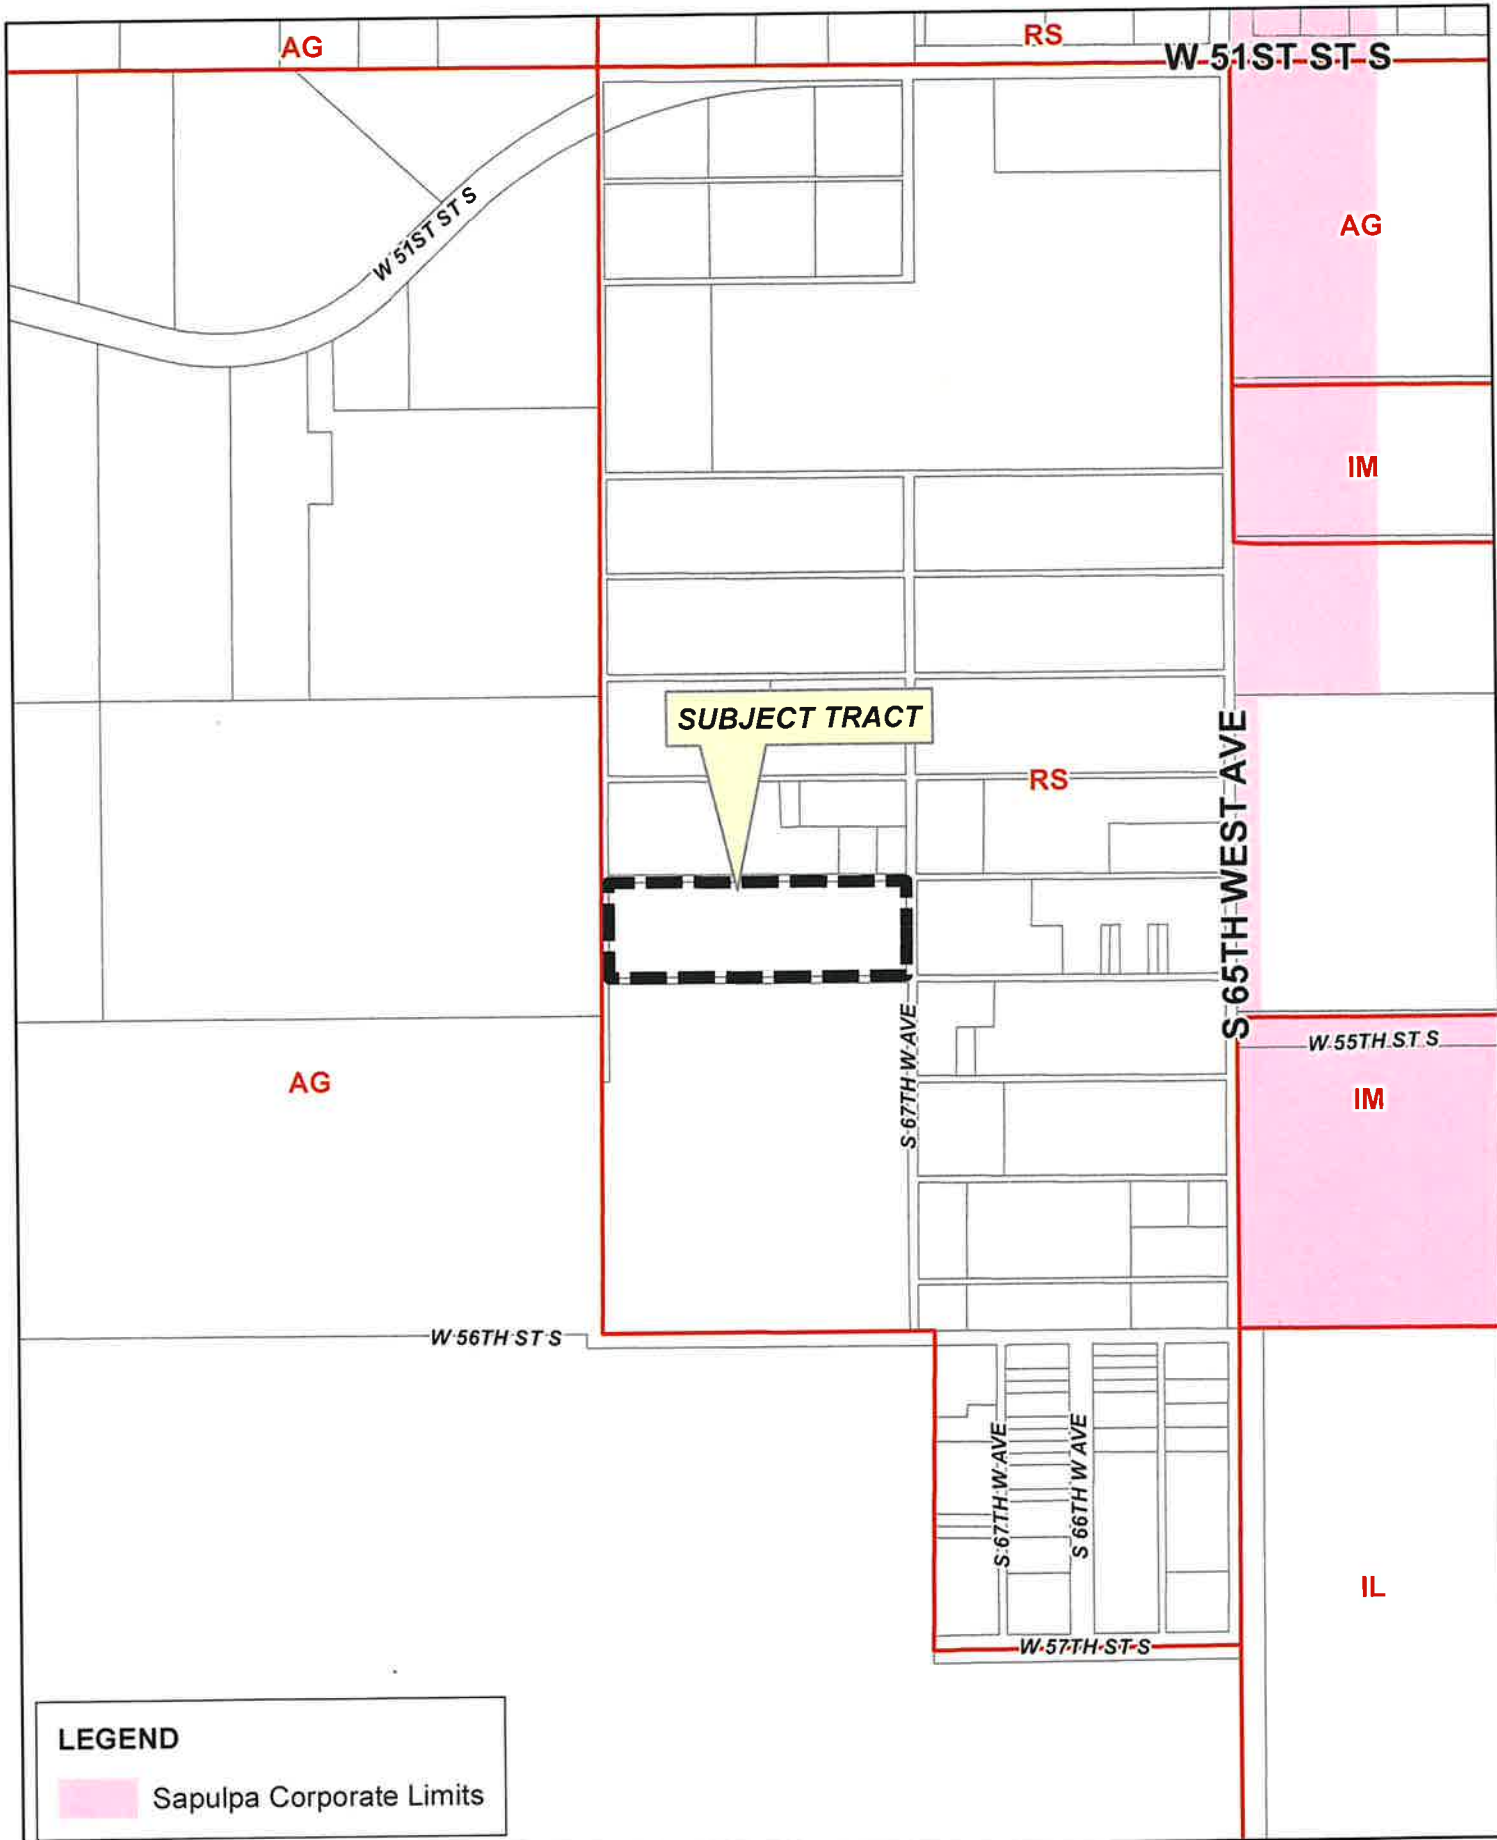 AG
RS
W 51ST ST S
W 51ST ST S
AG
IM
SUBJECT TRACT
RS
S 65TH WEST AVE
S 67TH W AVE
W 55TH ST S
AG
IM
W 56TH ST S
S 67TH W AVE
S 66TH W AVE
IL
W 57TH ST S
LEGEND
Sapulpa Corporate Limits